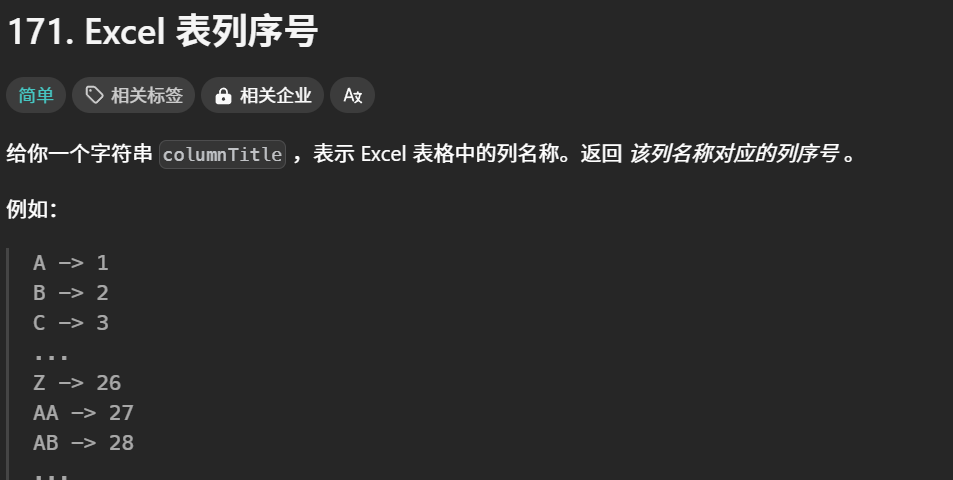 171. Excel 表列序号
简单 相关标签 相关企业 A文
给你一个字符串 columnTitle ，表示 Excel 表格中的列名称。返回 该列名称对应的列序号 。
例如：
A -> 1
B -> 2
C -> 3
...
Z -> 26
AA -> 27
AB -> 28
...